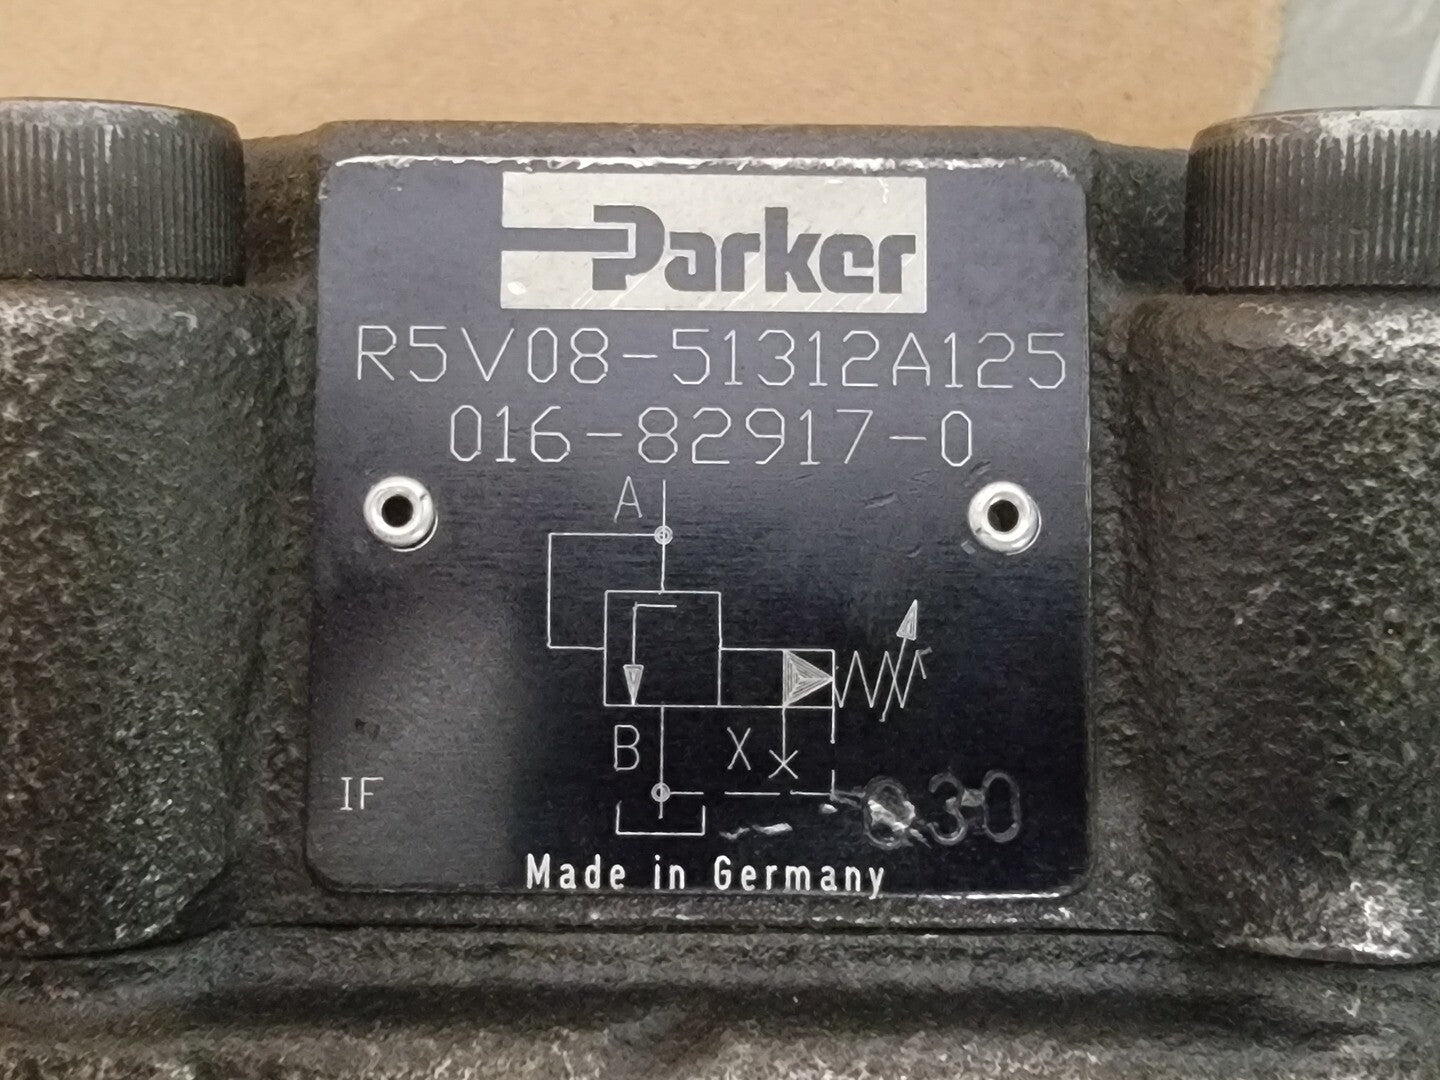 Parker
R5V08-51312A125
016-82917-0
A
B
X
IF
Made in Germany